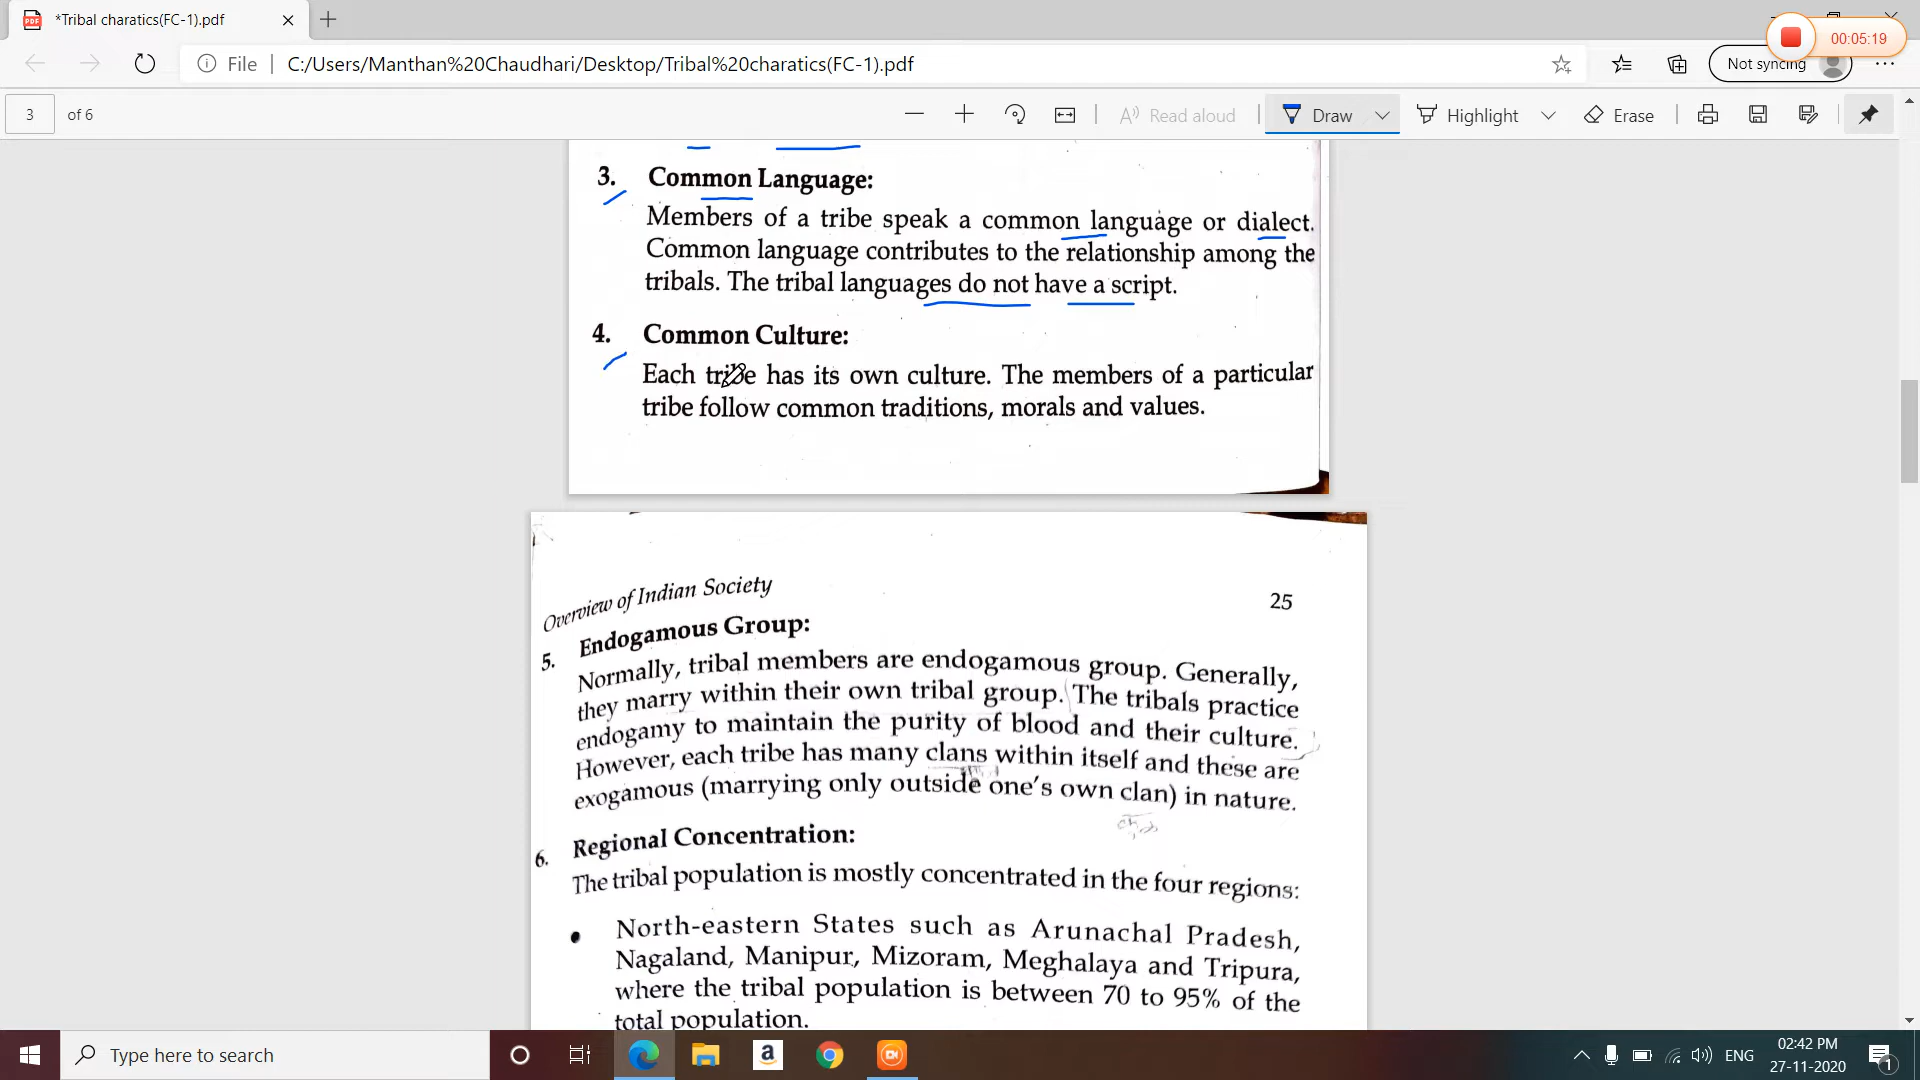 *Tribal charatics(FC-1).pdf
00:05:19
File
C:/Users/Manthan%20Chaudhari/Desktop/Tribal%20charatics(FC-1).pdf
Not syncing
3 of 6
Read aloud
Draw
Highlight
Erase
3. Common Language:
Members of a tribe speak a common language or dialect.
Common language contributes to the relationship among the
tribals. The tribal languages do not have a script.
4. Common Culture:
Each tribe has its own culture. The members of a particular
tribe follow common traditions, morals and values.
Overview of Indian Society
25
5. Endogamous Group:
Normally, tribal members are endogamous group. Generally,
they marry within their own tribal group. The tribals practice
endogamy to maintain the purity of blood and their culture.
However, each tribe has many clans within itself and these are
exogamous (marrying only outside one's own clan) in nature.
6. Regional Concentration:
The tribal population is mostly concentrated in the four regions:
• North-eastern States such as Arunachal Pradesh,
Nagaland, Manipur, Mizoram, Meghalaya and Tripura,
where the tribal population is between 70 to 95% of the
total population.
Type here to search
ENG
02:42 PM
27-11-2020
1